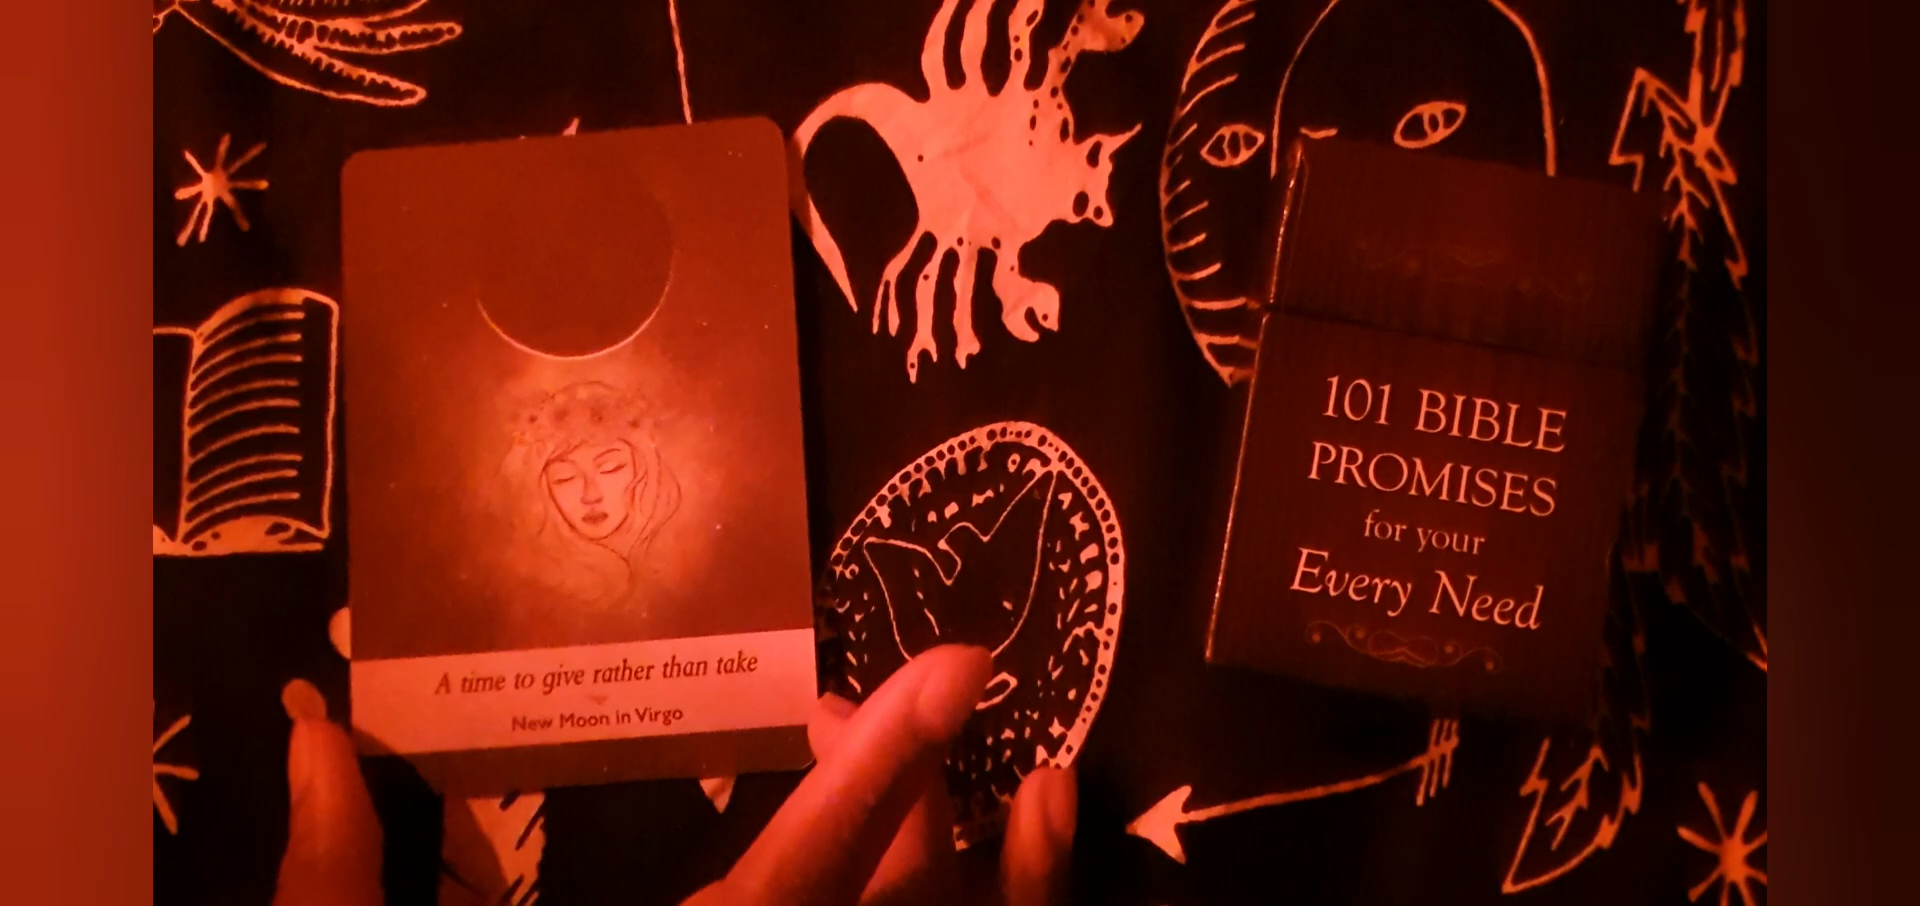 A time to give rather than take
New Moon in Virgo
101 BIBLE
PROMISES
for your
Every Need